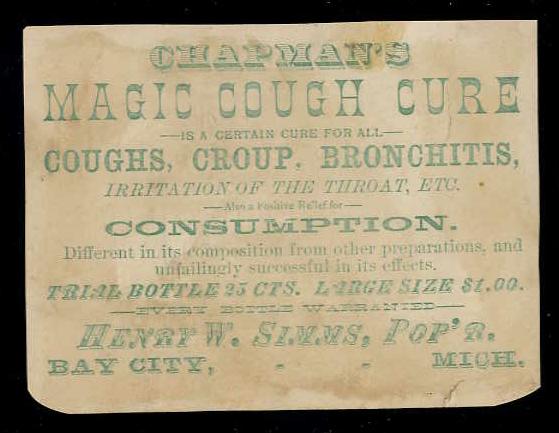 CHAPMAN'S
MAGIC COUGH CURE
—IS A CERTAIN CURE FOR ALL—
COUGHS, CROUP, BRONCHITIS,
IRRITATION OF THE THROAT, ETC.
—Also a Positive Relief for—
CONSUMPTION.
Different in its composition from other preparations, and
unfailingly successful in its effects.
TRIAL BOTTLE 25 CTS. LARGE SIZE $1.00.
—EVERY BOTTLE WARRANTED—
HENRY W. SIMMS, POP'R.
BAY CITY, - - MICH.